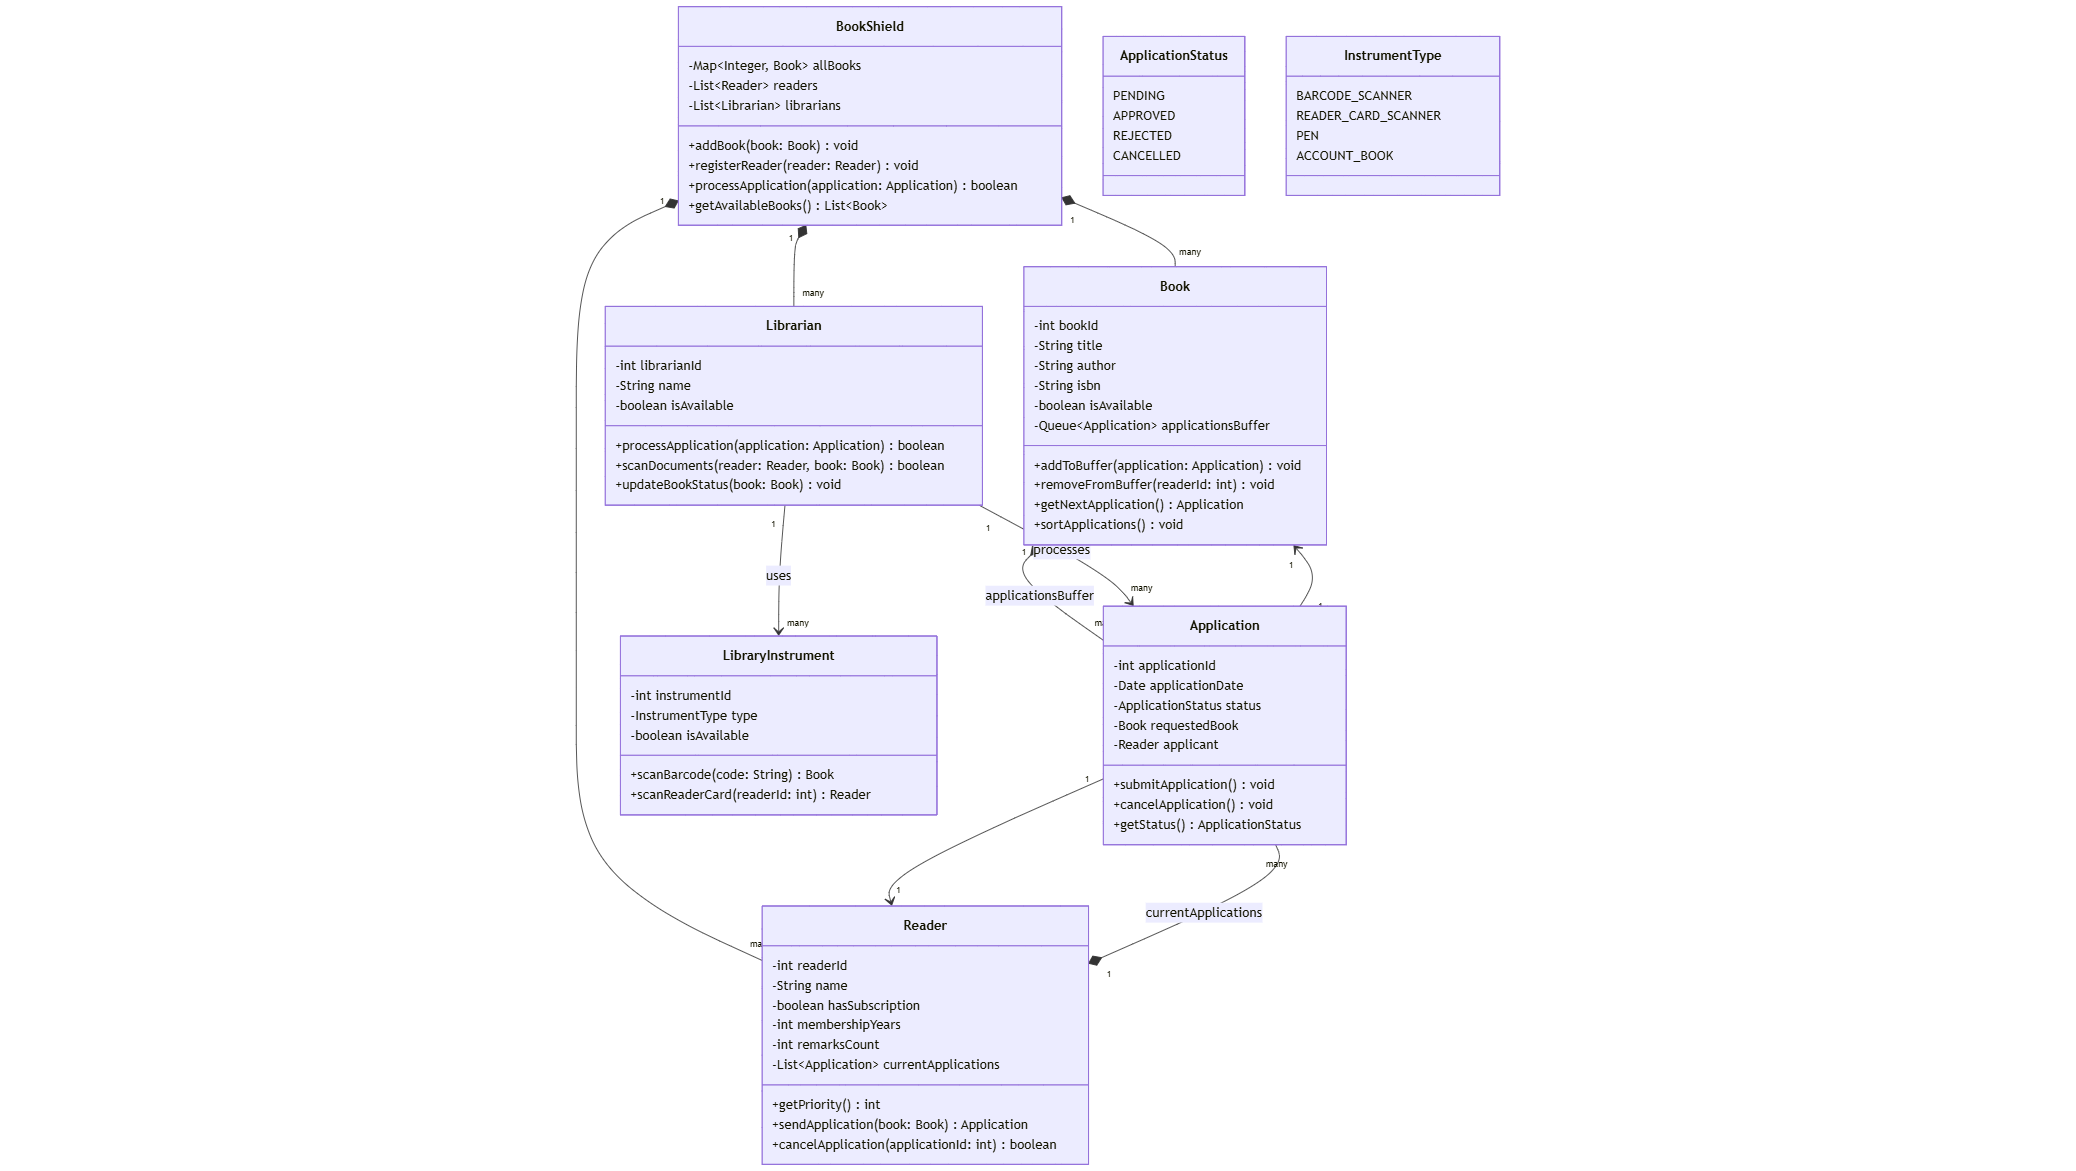 BookShield
-Map<Integer, Book> allBooks
-List<Reader> readers
-List<Librarian> librarians
+addBook(book: Book) : void
+registerReader(reader: Reader) : void
+processApplication(application: Application) : boolean
+getAvailableBooks() : List<Book>
ApplicationStatus
PENDING
APPROVED
REJECTED
CANCELLED
InstrumentType
BARCODE_SCANNER
READER_CARD_SCANNER
PEN
ACCOUNT_BOOK
1
1
1
many
many
Librarian
-int librarianId
-String name
-boolean isAvailable
+processApplication(application: Application) : boolean
+scanDocuments(reader: Reader, book: Book) : boolean
+updateBookStatus(book: Book) : void
Book
-int bookId
-String title
-String author
-String isbn
-boolean isAvailable
-Queue<Application> applicationsBuffer
+addToBuffer(application: Application) : void
+removeFromBuffer(readerId: int) : void
+getNextApplication() : Application
+sortApplications() : void
1
1
1
processes
1
uses
applicationsBuffer
many
many
ma
1
LibraryInstrument
-int instrumentId
-InstrumentType type
-boolean isAvailable
+scanBarcode(code: String) : Book
+scanReaderCard(readerId: int) : Reader
Application
-int applicationId
-Date applicationDate
-ApplicationStatus status
-Book requestedBook
-Reader applicant
+submitApplication() : void
+cancelApplication() : void
+getStatus() : ApplicationStatus
1
many
1
currentApplications
ma
1
Reader
-int readerId
-String name
-boolean hasSubscription
-int membershipYears
-int remarksCount
-List<Application> currentApplications
+getPriority() : int
+sendApplication(book: Book) : Application
+cancelApplication(applicationId: int) : boolean